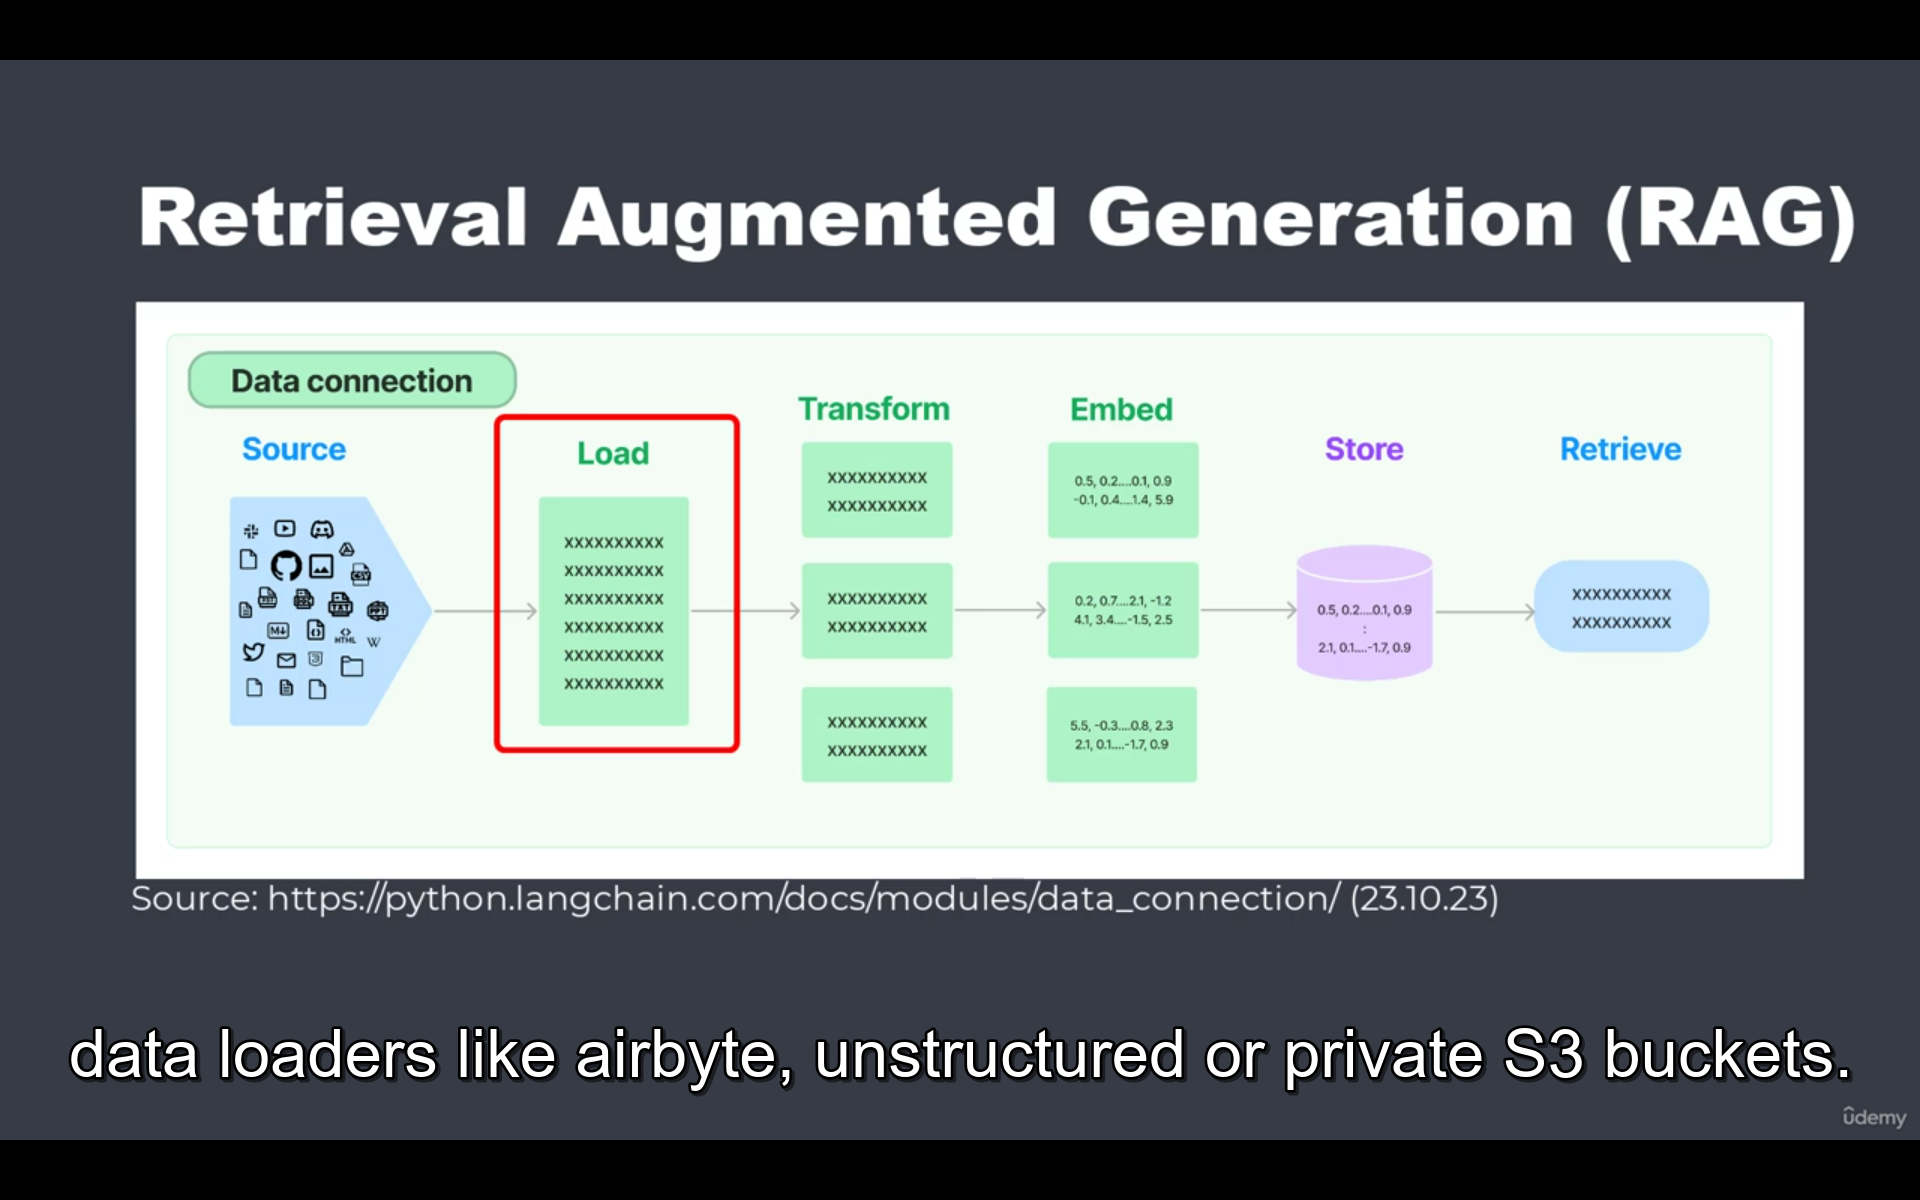 Retrieval Augmented Generation (RAG)
Data connection
Source
Load
Transform
Embed
Store
Retrieve
CSV
TXT
PPT
M↓
HTML
W
XXXXXXXXXX
XXXXXXXXXX
XXXXXXXXXX
XXXXXXXXXX
XXXXXXXXXX
XXXXXXXXXX
XXXXXXXXXX
XXXXXXXXXX
XXXXXXXXXX
XXXXXXXXXX
XXXXXXXXXX
XXXXXXXXXX
0.5, 0.2....0.1, 0.9
-0.1, 0.4....1.4, 5.9
0.2, 0.7....2.1, -1.2
4.1, 3.4....-1.5, 2.5
5.5, -0.3....0.8, 2.3
2.1, 0.1....-1.7, 0.9
0.5, 0.2....0.1, 0.9
:
2.1, 0.1....-1.7, 0.9
XXXXXXXXXX
XXXXXXXXXX
Source: https://python.langchain.com/docs/modules/data_connection/ (23.10.23)
data loaders like airbyte, unstructured or private S3 buckets.
ûdemy